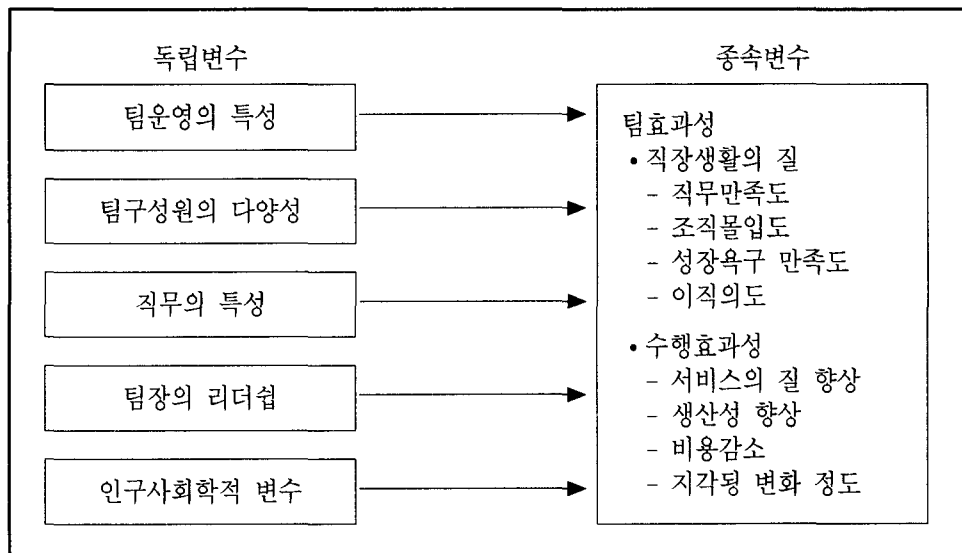 독립변수
팀운영의 특성
팀구성원의 다양성
직무의 특성
팀장의 리더쉽
인구사회학적 변수
종속변수
팀효과성
• 직장생활의 질
- 직무만족도
- 조직몰입도
- 성장욕구 만족도
- 이직의도
• 수행효과성
- 서비스의 질 향상
- 생산성 향상
- 비용감소
- 지각됭 변화 정도